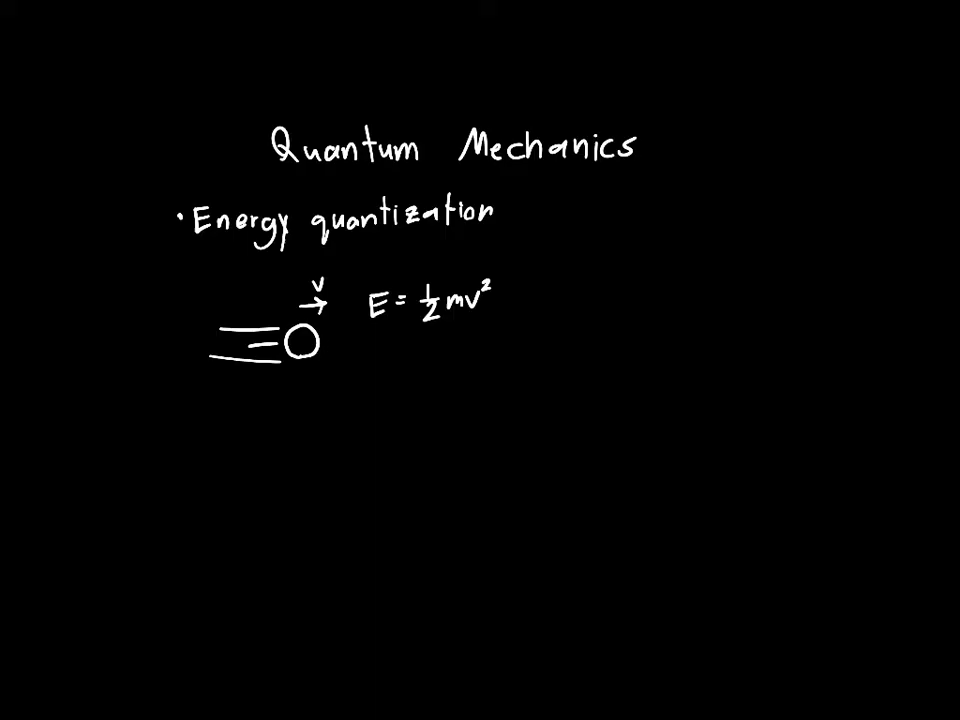 Quantum Mechanics
• Energy quantization
v
E = ½mv²